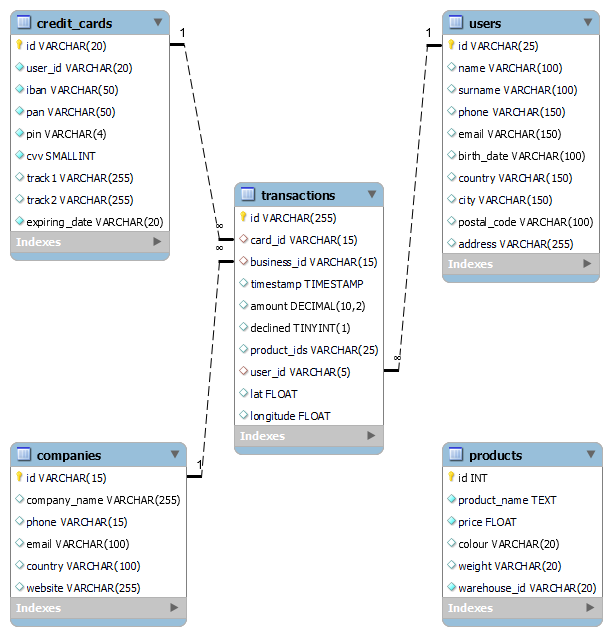 credit_cards
id VARCHAR(20)
user_id VARCHAR(20)
iban VARCHAR(50)
pan VARCHAR(50)
pin VARCHAR(4)
cvv SMALLINT
track1 VARCHAR(255)
track2 VARCHAR(255)
expiring_date VARCHAR(20)
Indexes
1
∞
∞
transactions
id VARCHAR(255)
card_id VARCHAR(15)
business_id VARCHAR(15)
timestamp TIMESTAMP
amount DECIMAL(10,2)
declined TINYINT(1)
product_ids VARCHAR(25)
user_id VARCHAR(5)
lat FLOAT
longitude FLOAT
Indexes
1
∞
users
id VARCHAR(25)
name VARCHAR(100)
surname VARCHAR(100)
phone VARCHAR(150)
email VARCHAR(150)
birth_date VARCHAR(100)
country VARCHAR(150)
city VARCHAR(150)
postal_code VARCHAR(100)
address VARCHAR(255)
Indexes
companies
id VARCHAR(15)
company_name VARCHAR(255)
phone VARCHAR(15)
email VARCHAR(100)
country VARCHAR(100)
website VARCHAR(255)
Indexes
1
products
id INT
product_name TEXT
price FLOAT
colour VARCHAR(20)
weight VARCHAR(20)
warehouse_id VARCHAR(20)
Indexes